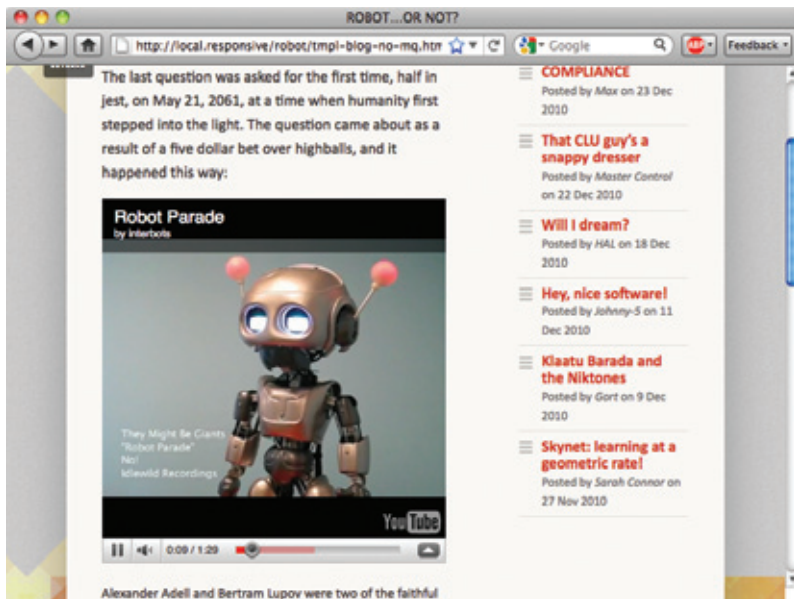 ROBOT...OR NOT?
http://local.responsive/robot/tmpl-blog-no-mq.htm
Google
ABP
Feedback
The last question was asked for the first time, half in
jest, on May 21, 2061, at a time when humanity first
stepped into the light. The question came about as a
result of a five dollar bet over highballs, and it
happened this way:
Robot Parade
by interbots
They Might Be Giants
"Robot Parade"
No!
Idlewild Recordings
YouTube
0:09 / 1:29
Alexander Adell and Bertram Lupov were two of the faithful
COMPLIANCE
Posted by Max on 23 Dec
2010
That CLU guy's a
snappy dresser
Posted by Master Control
on 22 Dec 2010
Will I dream?
Posted by HAL on 18 Dec
2010
Hey, nice software!
Posted by Johnny-5 on 11
Dec 2010
Klaatu Barada and
the Niktones
Posted by Gort on 9 Dec
2010
Skynet: learning at a
geometric rate!
Posted by Sarah Connor on
27 Nov 2010